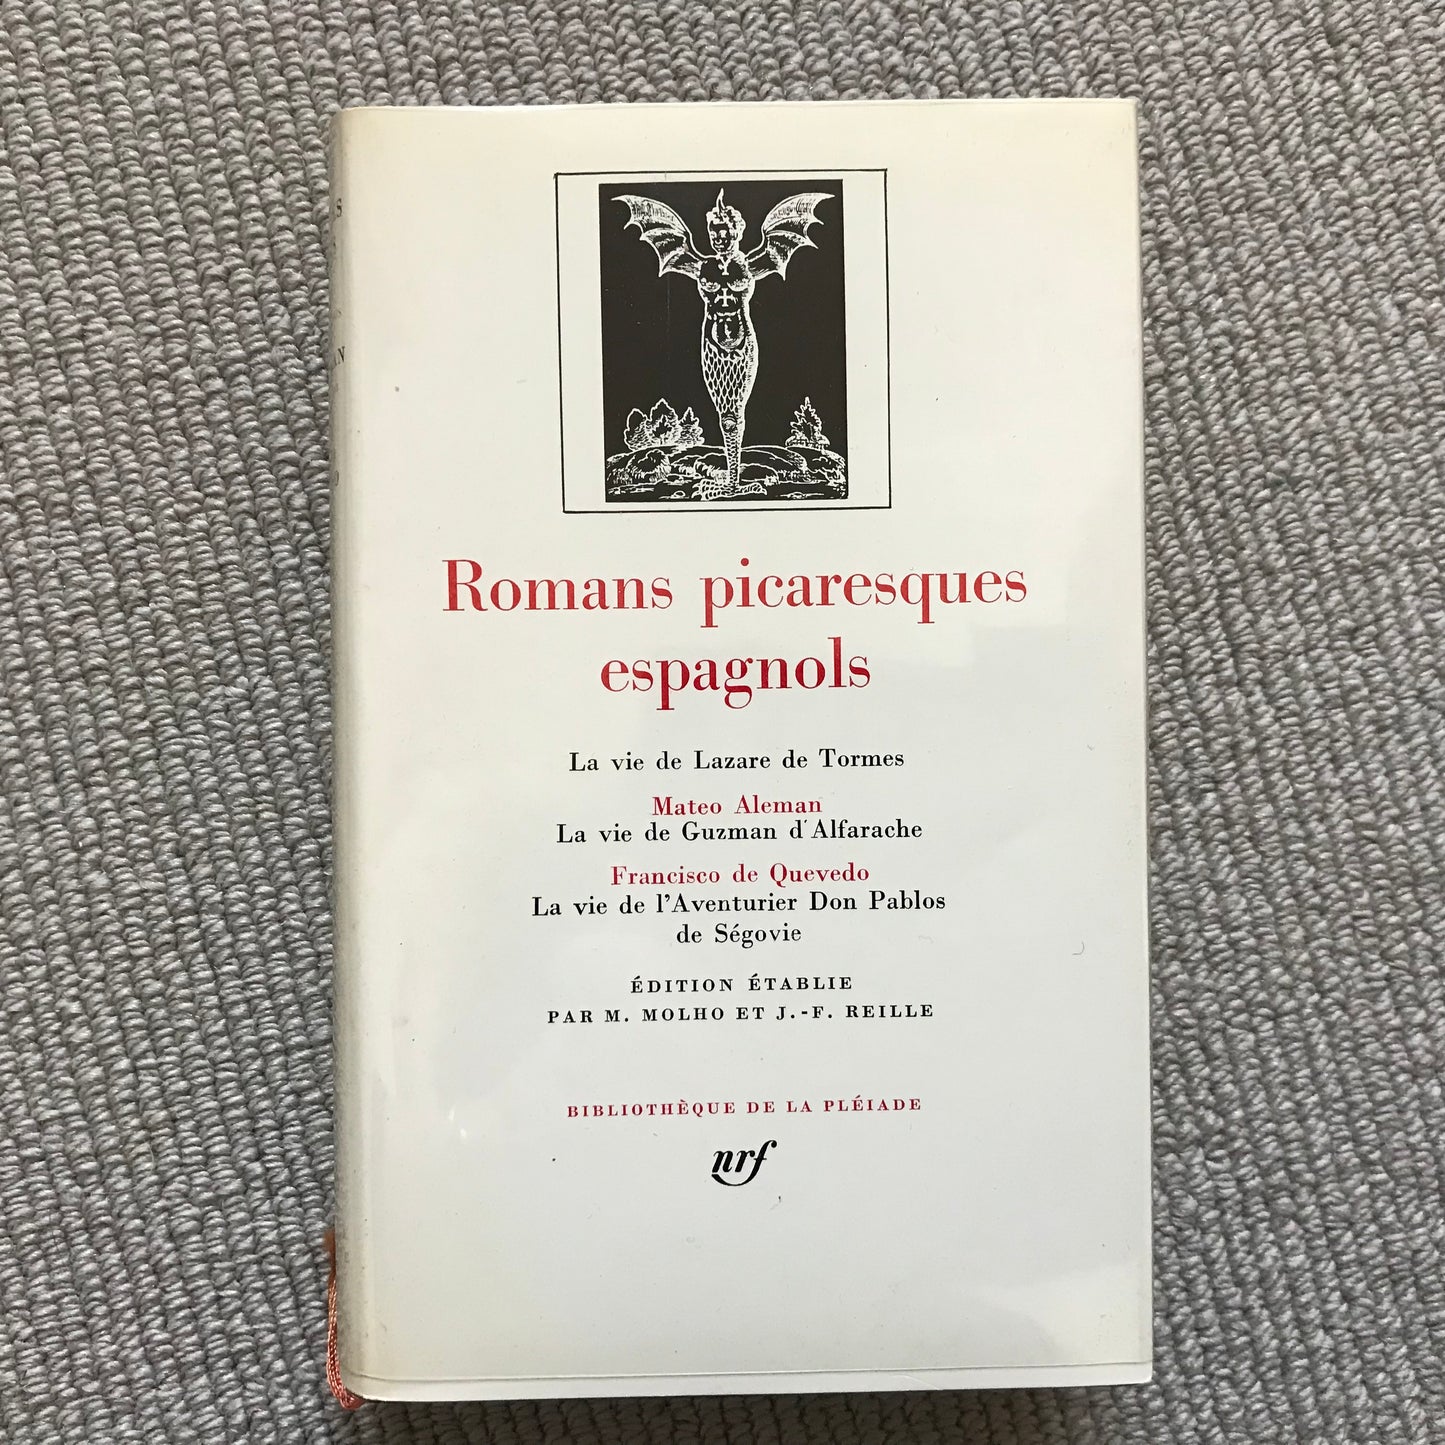 Romans picaresques
espagnols
La vie de Lazare de Tormes
Mateo Aleman
La vie de Guzman d'Alfarache
Francisco de Quevedo
La vie de l'Aventurier Don Pablos
de Ségovie
ÉDITION ÉTABLIE
PAR M. MOLHO ET J.-F. REILLE
BIBLIOTHÈQUE DE LA PLÉIADE
nrf